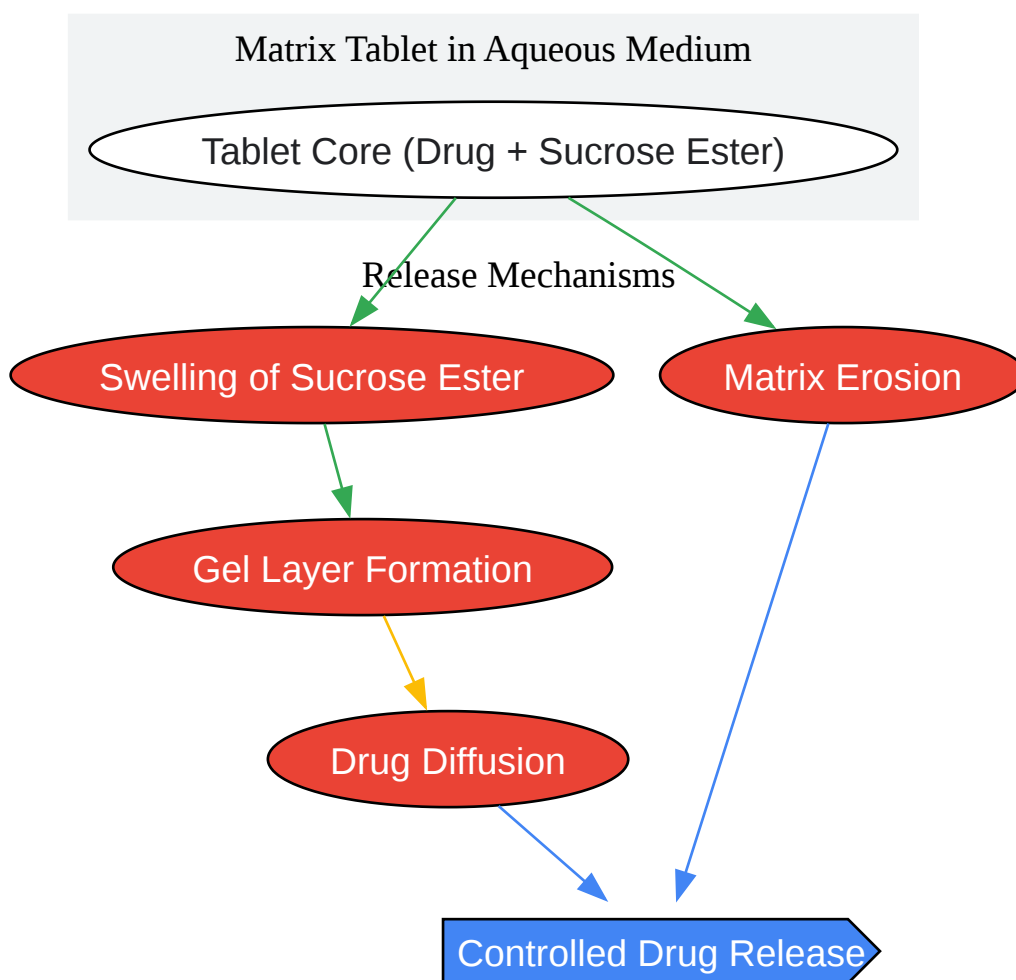 Matrix Tablet in Aqueous Medium
Tablet Core (Drug + Sucrose Ester)
Release Mechanisms
Swelling of Sucrose Ester
Matrix Erosion
Gel Layer Formation
Drug Diffusion
Controlled Drug Release